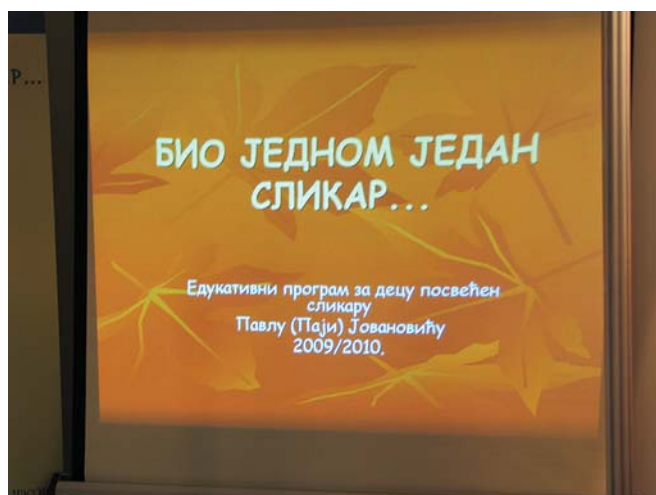 Р...
БИО ЈЕДНОМ ЈЕДАН
СЛИКАР...
Едукативни програм за децу посвећен
сликару
Павлу (Паји) Јовановићу
2009/2010.